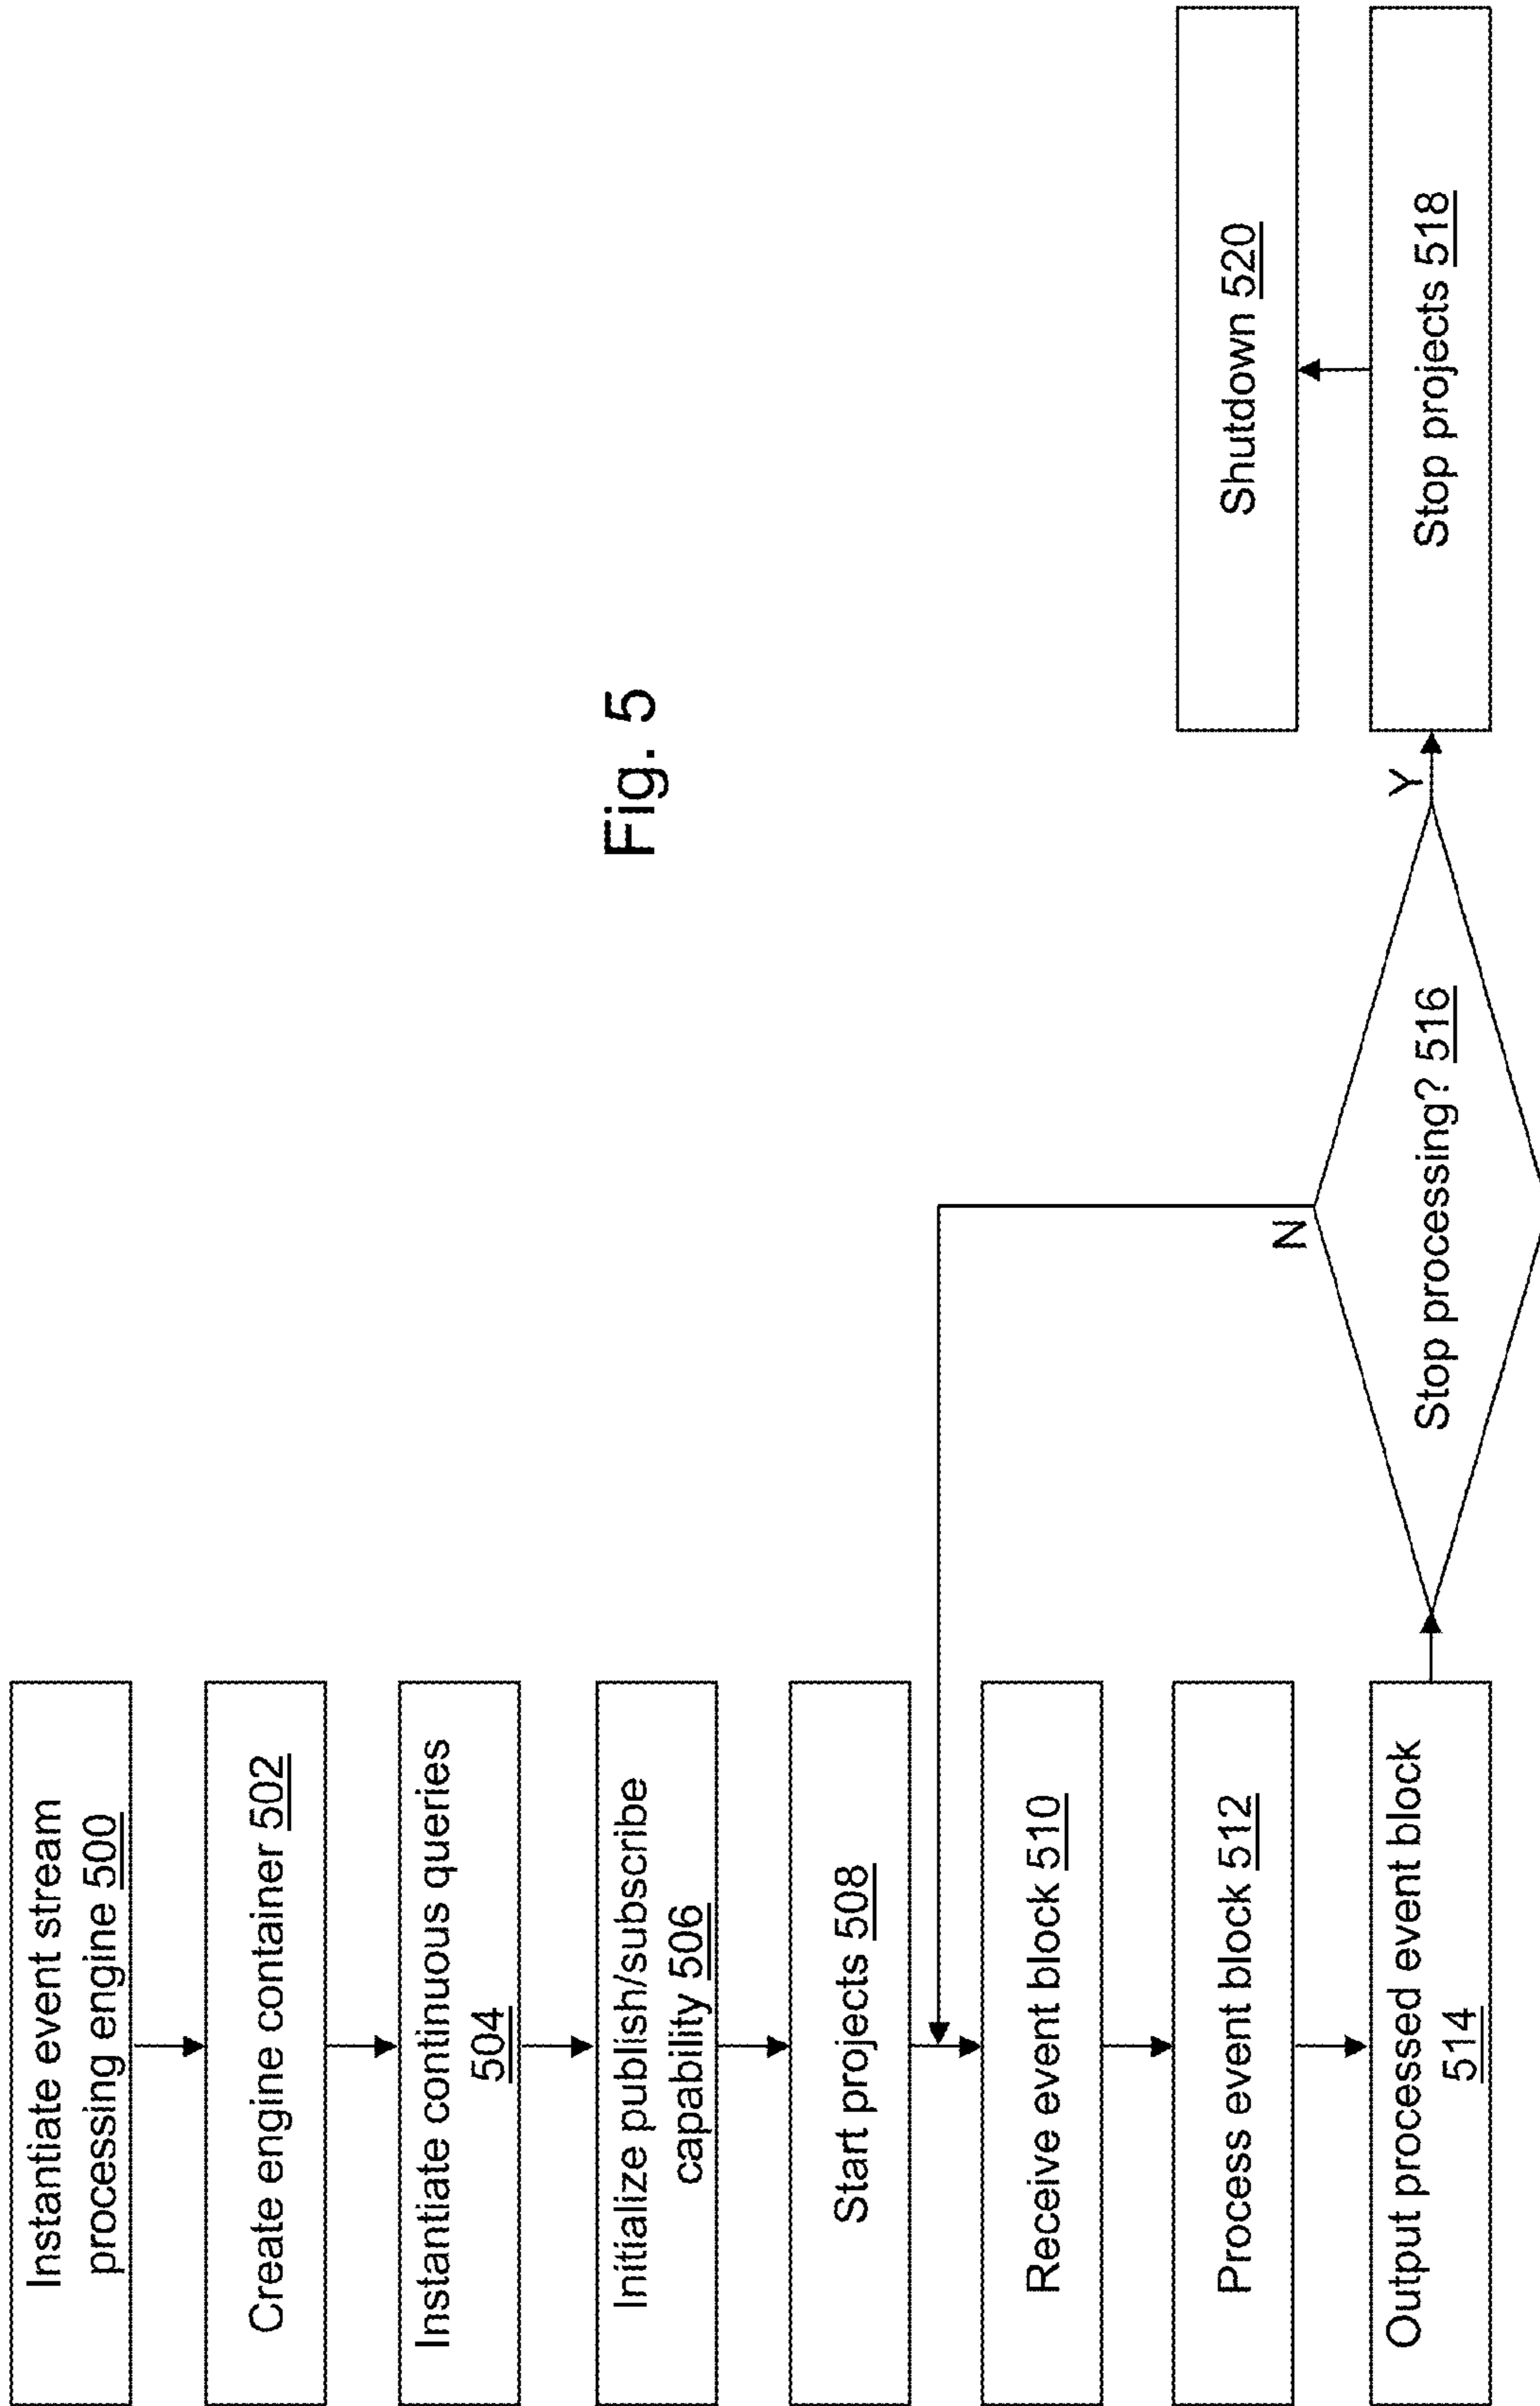 Instantiate event stream
processing engine 500
Create engine container 502
Instantiate continuous queries
504
Initialize publish/subscribe
capability 506
Start projects 508
Receive event block 510
Process event block 512
Output processed event block
514
Stop processing? 516
N
Y
Stop projects 518
Shutdown 520
Fig. 5